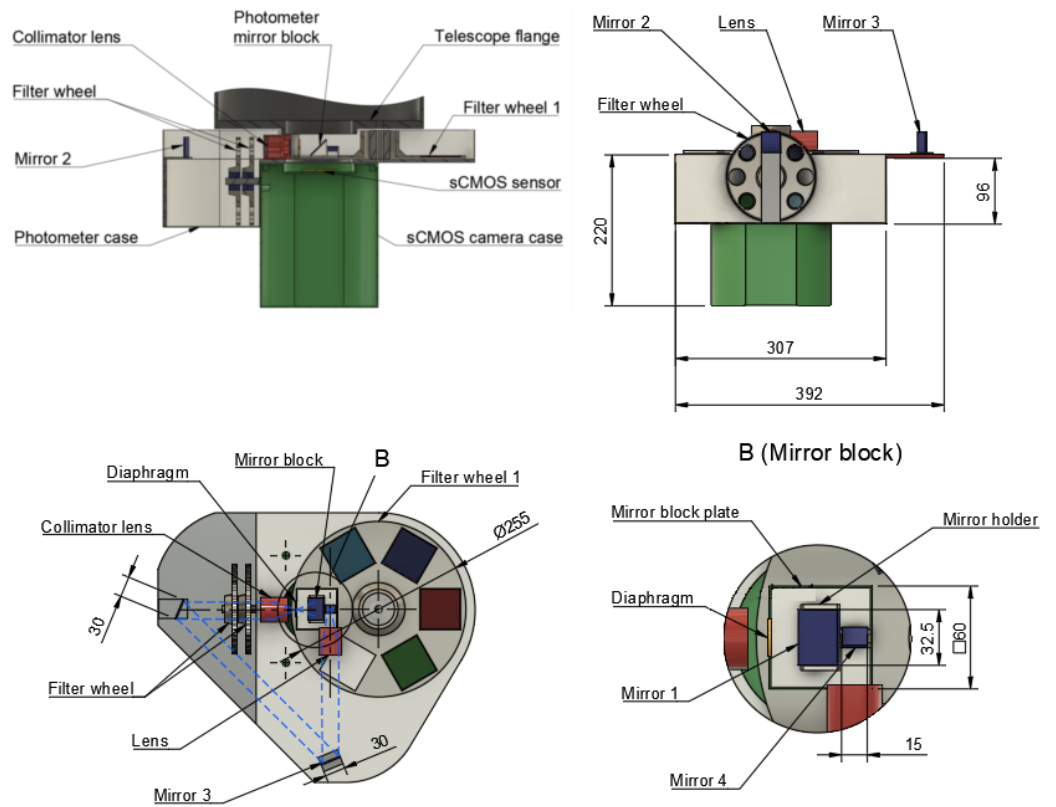 Photometer
mirror block
Collimator lens
Telescope flange
Filter wheel
Filter wheel 1
Mirror 2
sCMOS sensor
Photometer case
sCMOS camera case
Mirror 2
Lens
Mirror 3
Filter wheel
220
96
307
392
Diaphragm
Mirror block
B
Filter wheel 1
Collimator lens
Ø255
30
Filter wheel
Lens
30
Mirror 3
B (Mirror block)
Mirror block plate
Mirror holder
Diaphragm
32.5
□60
Mirror 1
15
Mirror 4